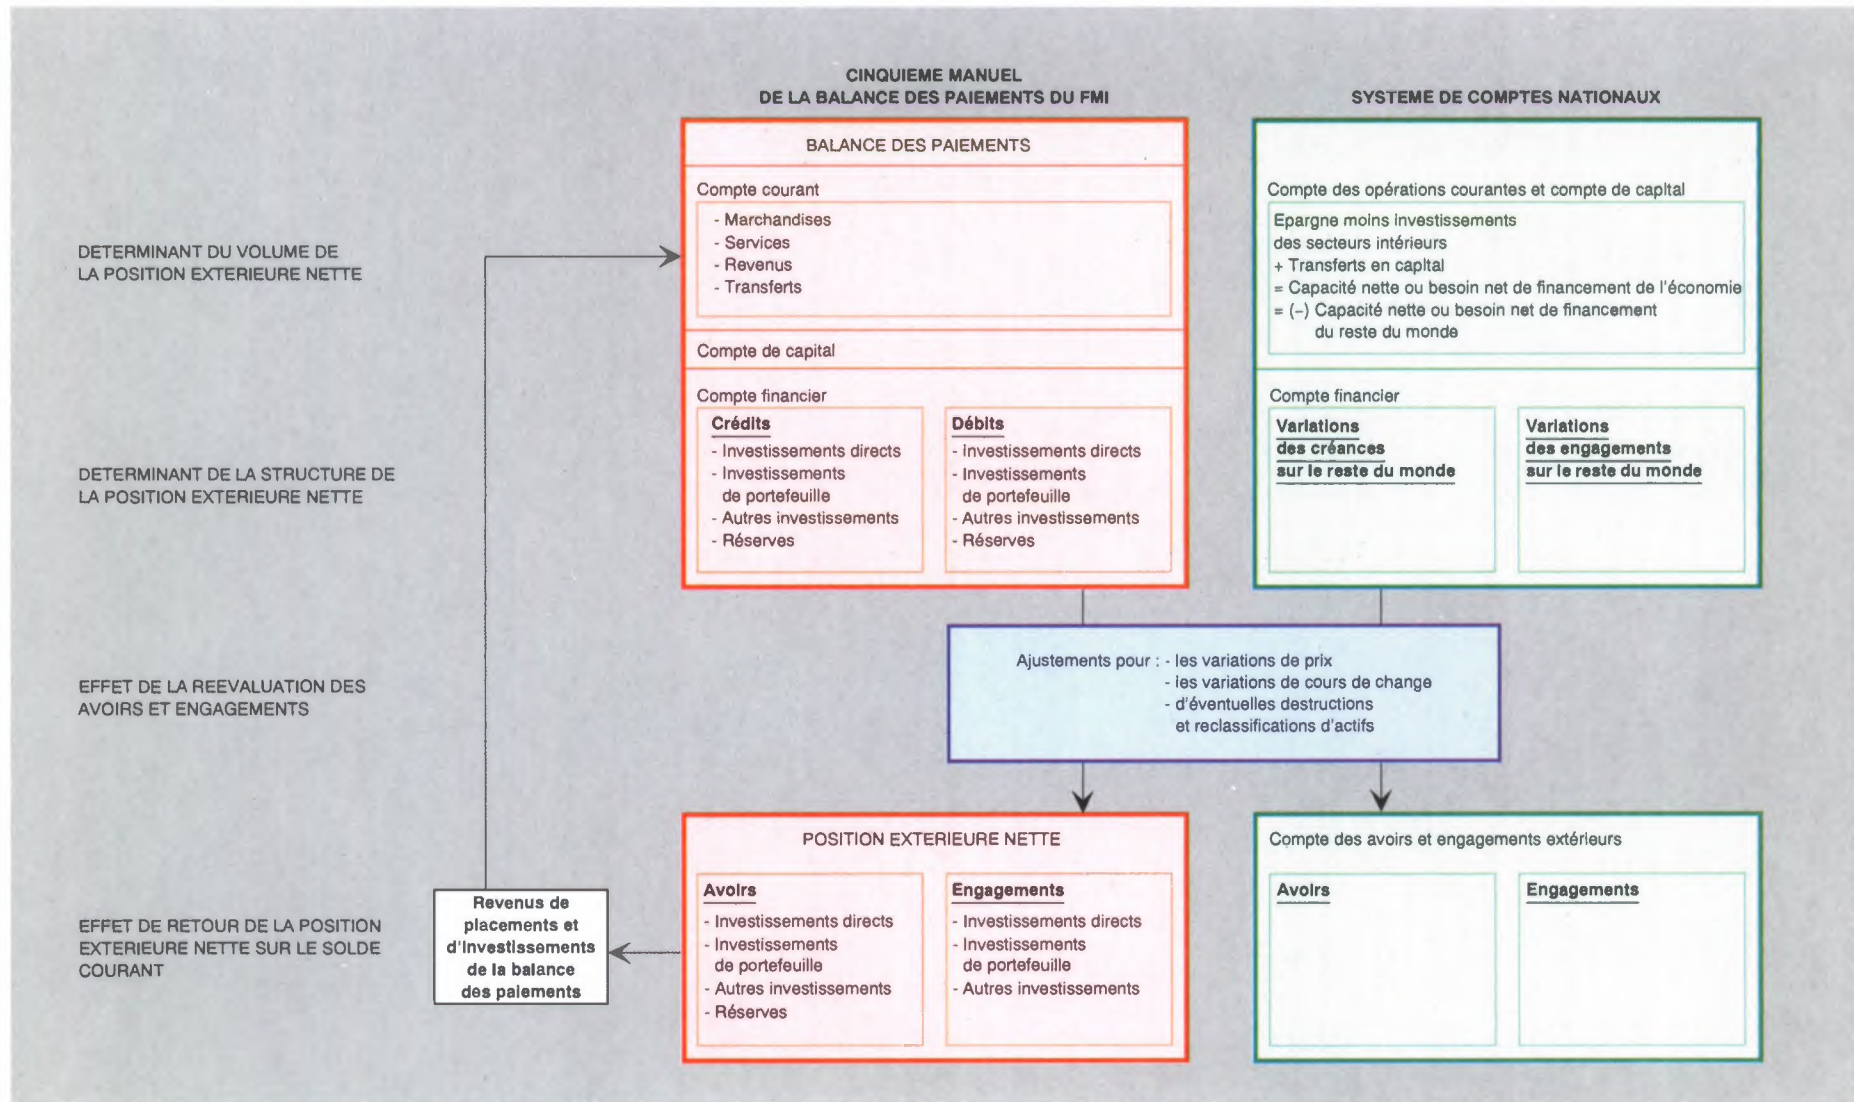 CINQUIEME MANUEL
DE LA BALANCE DES PAIEMENTS DU FMI
SYSTEME DE COMPTES NATIONAUX
DETERMINANT DU VOLUME DE
LA POSITION EXTERIEURE NETTE
BALANCE DES PAIEMENTS
Compte courant
- Marchandises
- Services
- Revenus
- Transferts
Compte de capital
Compte des opérations courantes et compte de capital
Epargne moins investissements
des secteurs intérieurs
+ Transferts en capital
= Capacité nette ou besoin net de financement de l'économie
= (–) Capacité nette ou besoin net de financement
du reste du monde
DETERMINANT DE LA STRUCTURE DE
LA POSITION EXTERIEURE NETTE
Compte financier
Crédits
- Investissements directs
- Investissements
de portefeuille
- Autres investissements
- Réserves
Débits
- Investissements directs
- Investissements
de portefeuille
- Autres investissements
- Réserves
Compte financier
Variations
des créances
sur le reste du monde
Variations
des engagements
sur le reste du monde
EFFET DE LA REEVALUATION DES
AVOIRS ET ENGAGEMENTS
Ajustements pour : - les variations de prix
- les variations de cours de change
- d'éventuelles destructions
et reclassifications d'actifs
EFFET DE RETOUR DE LA POSITION
EXTERIEURE NETTE SUR LE SOLDE
COURANT
Revenus de
placements et
d'investissements
de la balance
des paiements
POSITION EXTERIEURE NETTE
Avoirs
- Investissements directs
- Investissements
de portefeuille
- Autres investissements
- Réserves
Engagements
- Investissements directs
- Investissements
de portefeuille
- Autres investissements
Compte des avoirs et engagements extérieurs
Avoirs
Engagements